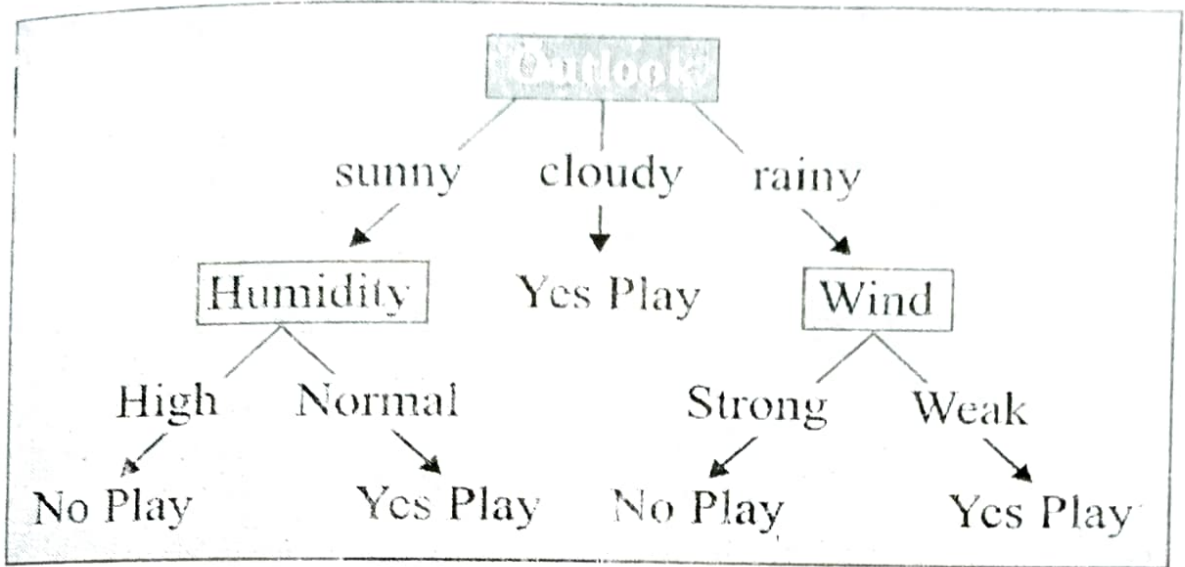 Outlook
sunny cloudy rainy
Humidity Yes Play Wind
High Normal Strong Weak
No Play Yes Play No Play Yes Play